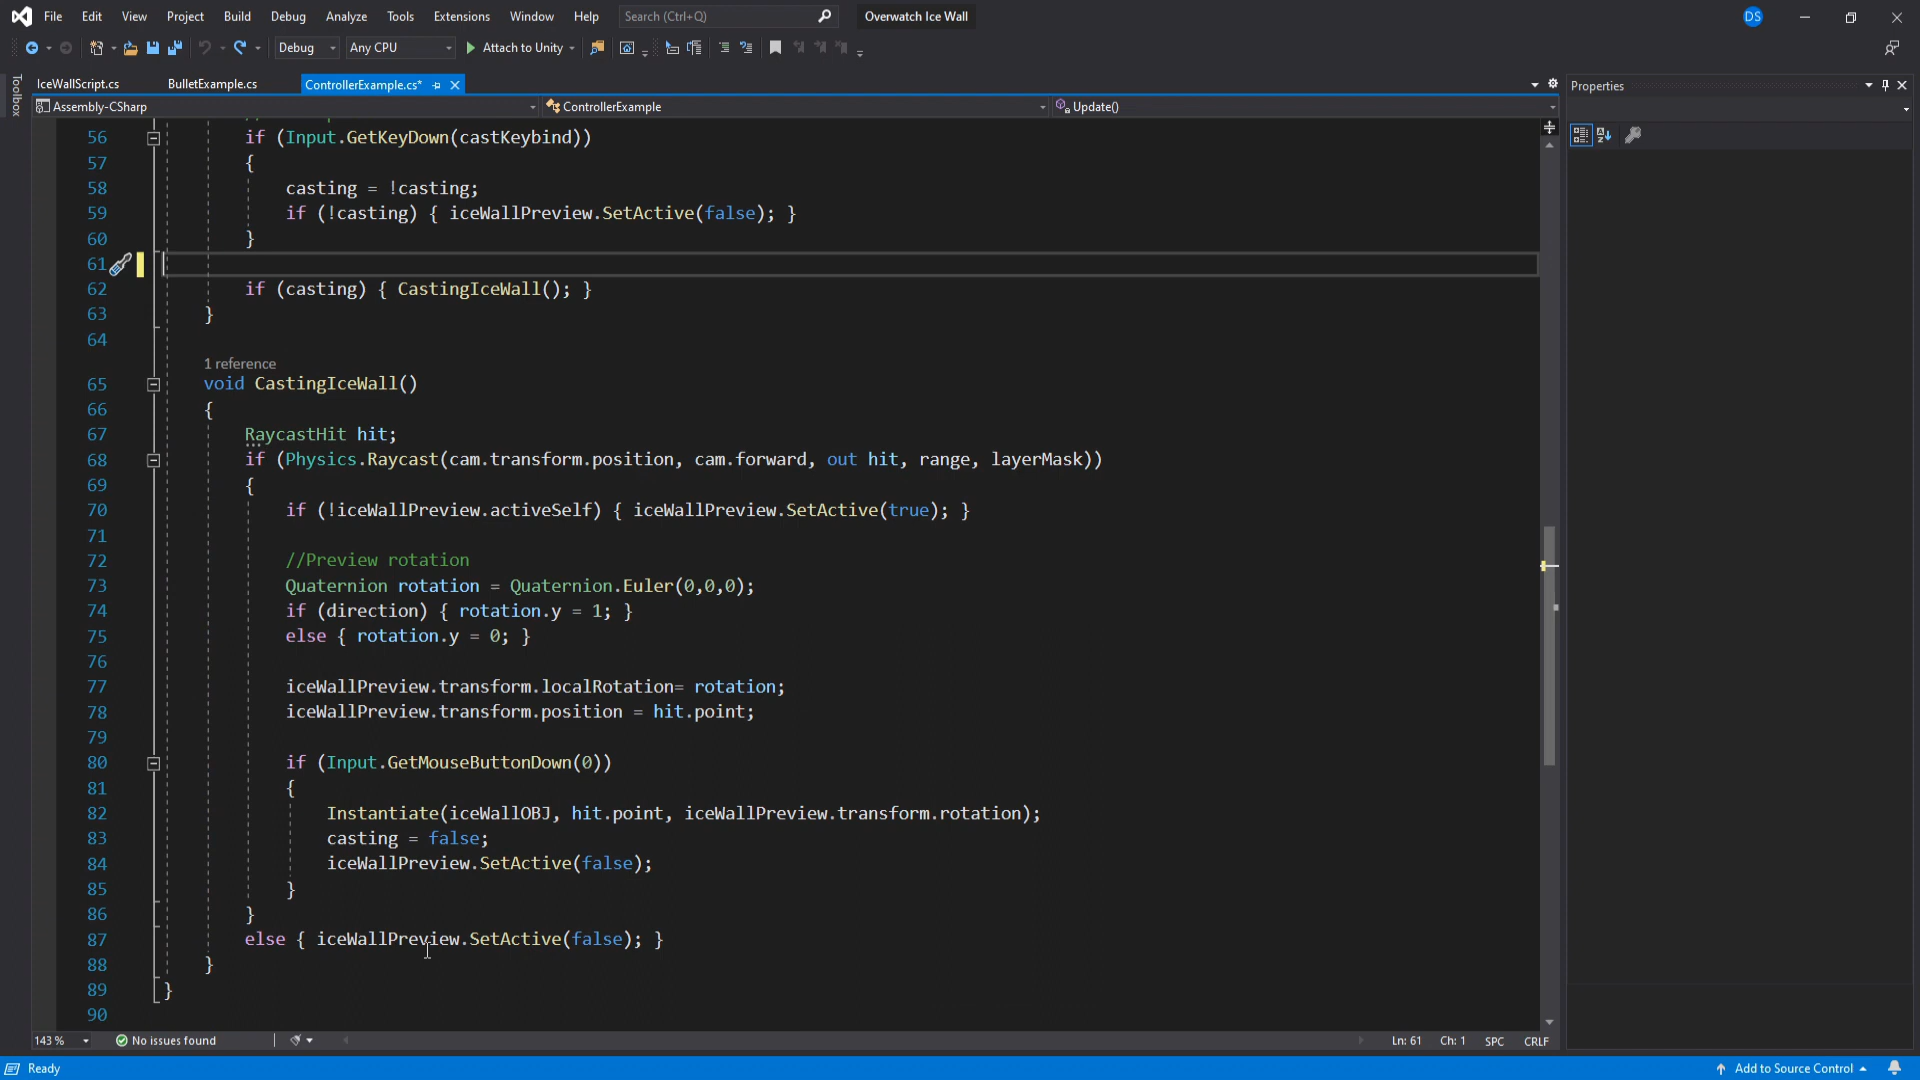 File Edit View Project Build Debug Analyze Tools Extensions Window Help Search (Ctrl+Q) Overwatch Ice Wall DS
Debug Any CPU Attach to Unity
Toolbox
IceWallScript.cs BulletExample.cs ControllerExample.cs*
Assembly-CSharp ControllerExample Update()
Properties
56 if (Input.GetKeyDown(castKeybind))
57 {
58 casting = !casting;
59 if (!casting) { iceWallPreview.SetActive(false); }
60 }
61
62 if (casting) { CastingIceWall(); }
63 }
64
1 reference
65 void CastingIceWall()
66 {
67 RaycastHit hit;
68 if (Physics.Raycast(cam.transform.position, cam.forward, out hit, range, layerMask))
69 {
70 if (!iceWallPreview.activeSelf) { iceWallPreview.SetActive(true); }
71
72 //Preview rotation
73 Quaternion rotation = Quaternion.Euler(0,0,0);
74 if (direction) { rotation.y = 1; }
75 else { rotation.y = 0; }
76
77 iceWallPreview.transform.localRotation= rotation;
78 iceWallPreview.transform.position = hit.point;
79
80 if (Input.GetMouseButtonDown(0))
81 {
82 Instantiate(iceWallOBJ, hit.point, iceWallPreview.transform.rotation);
83 casting = false;
84 iceWallPreview.SetActive(false);
85 }
86 }
87 else { iceWallPreview.SetActive(false); }
88 }
89 }
90
143 % No issues found Ln: 61 Ch: 1 SPC CRLF
Ready Add to Source Control